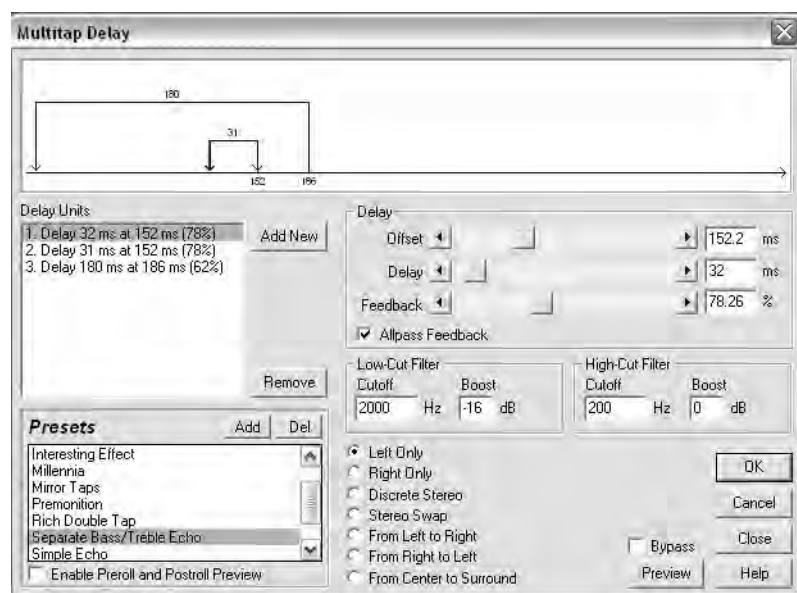 Multitap Delay
180
31
152
186
Delay Units
1. Delay 32 ms at 152 ms (78%)
2. Delay 31 ms at 152 ms (78%)
3. Delay 180 ms at 186 ms (62%)
Add New
Remove
Delay
Offset 152.2 ms
Delay 32 ms
Feedback 78.26 %
Allpass Feedback
Low-Cut Filter
Cutoff Boost
2000 Hz -16 dB
High-Cut Filter
Cutoff Boost
200 Hz 0 dB
Presets Add Del
Interesting Effect
Millennia
Mirror Taps
Premonition
Rich Double Tap
Separate Bass/Treble Echo
Simple Echo
Enable Preroll and Postroll Preview
Left Only
Right Only
Discrete Stereo
Stereo Swap
From Left to Right
From Right to Left
From Center to Surround
Bypass
Preview
OK
Cancel
Close
Help